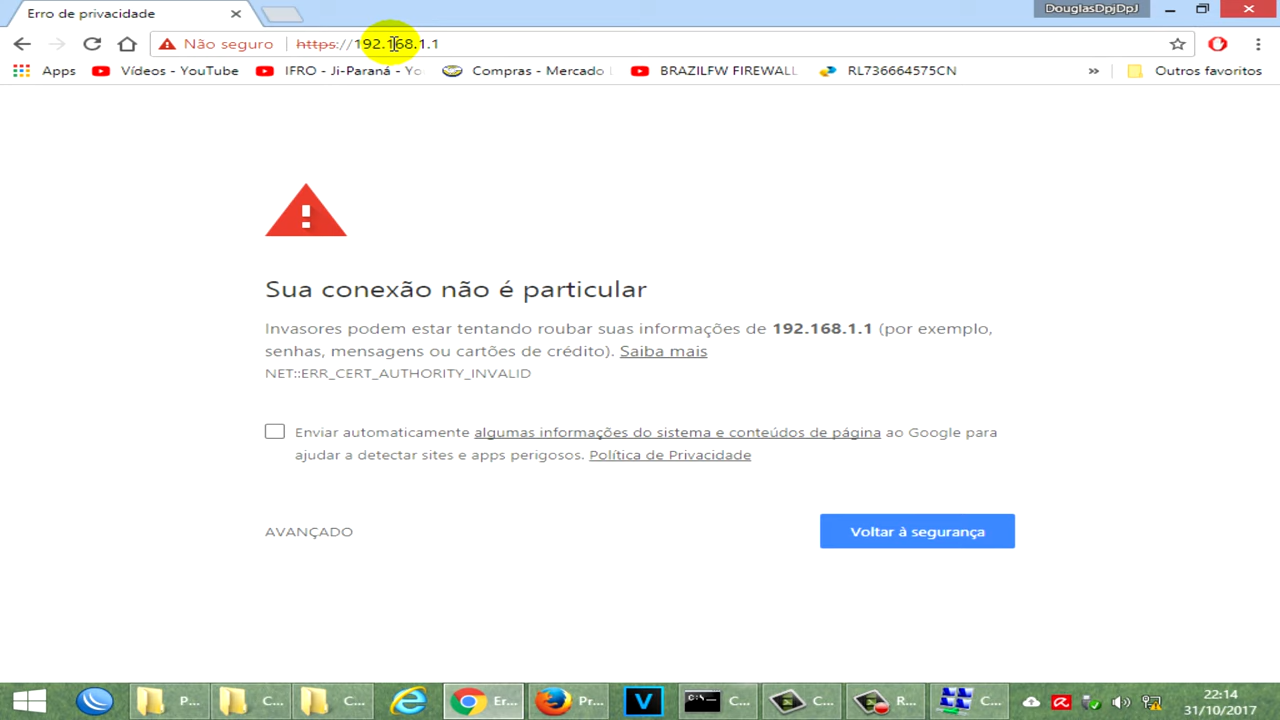 Erro de privacidade
DouglasDpjDpJ
Não seguro https://192.168.1.1
Apps Vídeos - YouTube IFRO - Ji-Paraná - Yo Compras - Mercado BRAZILFW FIREWALL RL736664575CN » Outros favoritos
Sua conexão não é particular
Invasores podem estar tentando roubar suas informações de 192.168.1.1 (por exemplo,
senhas, mensagens ou cartões de crédito). Saiba mais
NET::ERR_CERT_AUTHORITY_INVALID
Enviar automaticamente algumas informações do sistema e conteúdos de página ao Google para
ajudar a detectar sites e apps perigosos. Política de Privacidade
AVANÇADO
Voltar à segurança
P... C... C... Er... Pr... V C:\ C... C... R... C...
22:14
31/10/2017